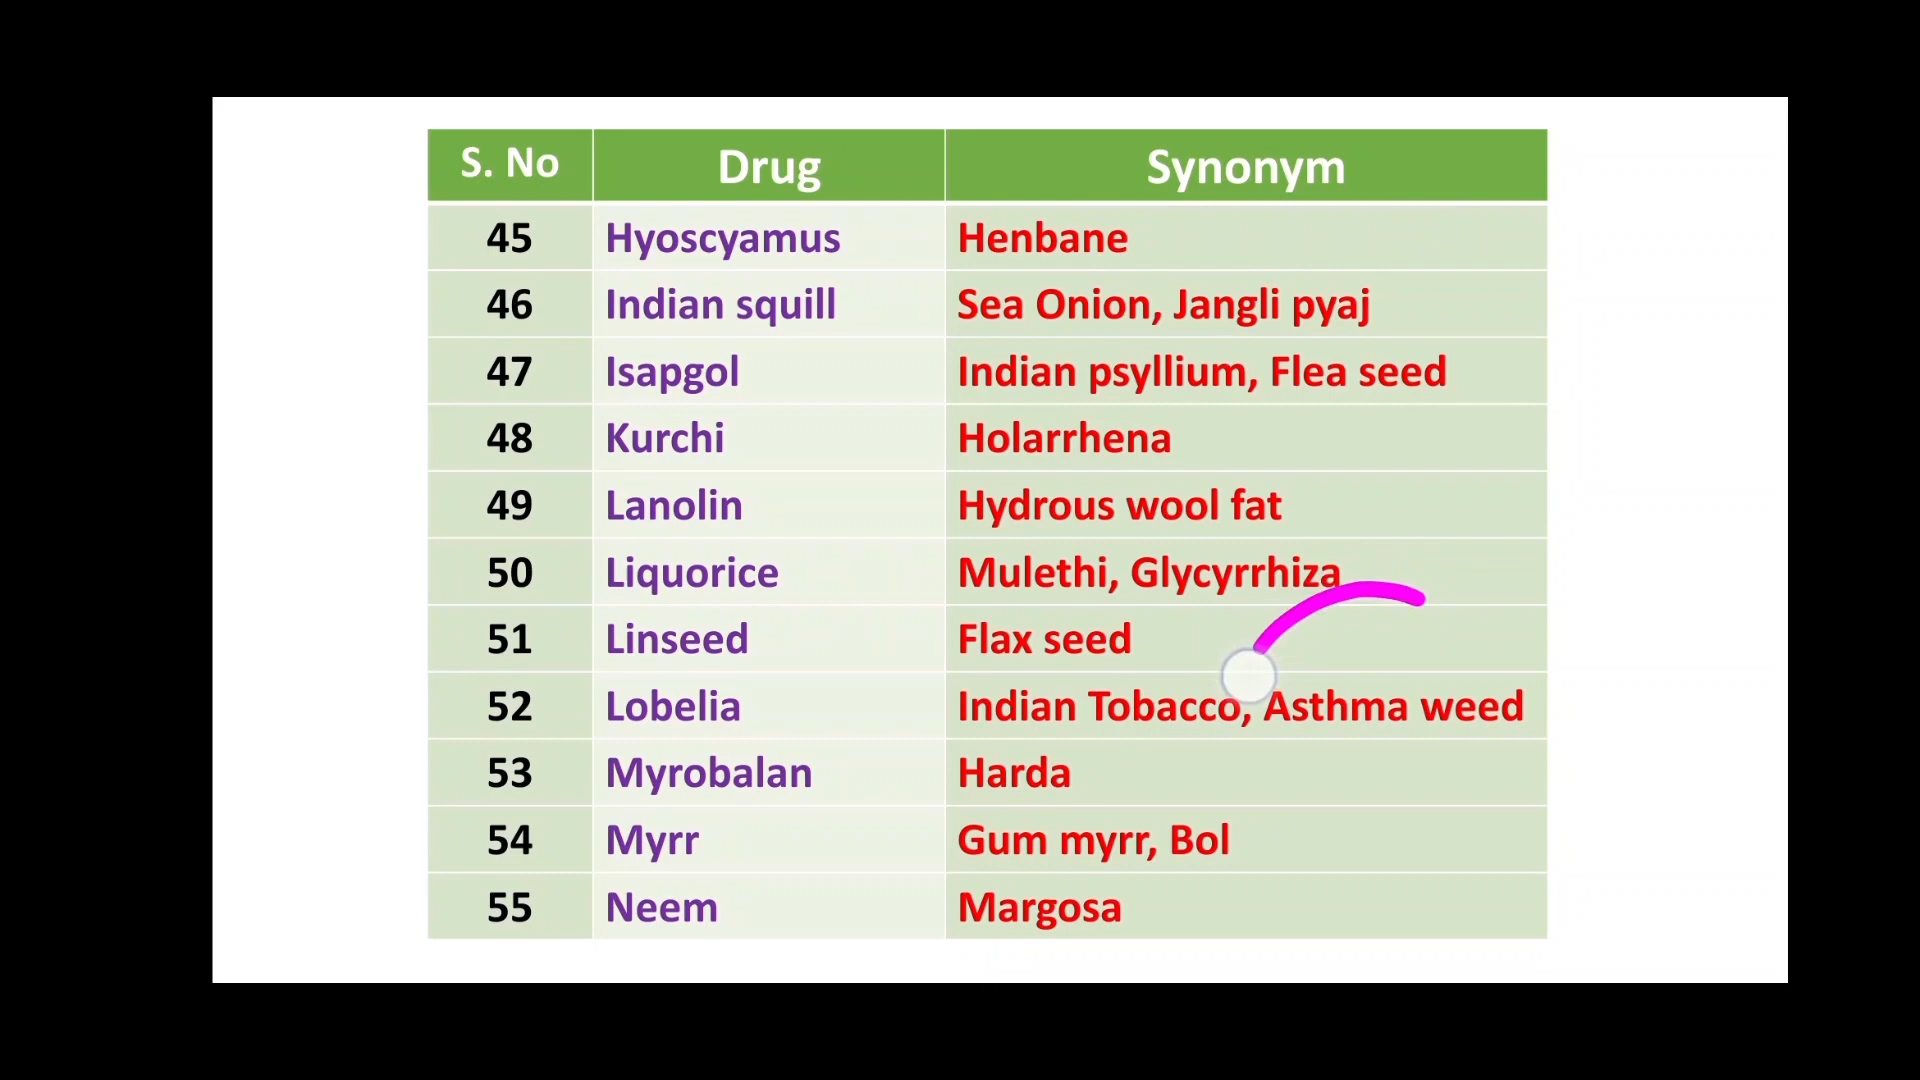 S. No Drug Synonym
45 Hyoscyamus Henbane
46 Indian squill Sea Onion, Jangli pyaj
47 Isapgol Indian psyllium, Flea seed
48 Kurchi Holarrhena
49 Lanolin Hydrous wool fat
50 Liquorice Mulethi, Glycyrrhiza
51 Linseed Flax seed
52 Lobelia Indian Tobacco, Asthma weed
53 Myrobalan Harda
54 Myrr Gum myrr, Bol
55 Neem Margosa